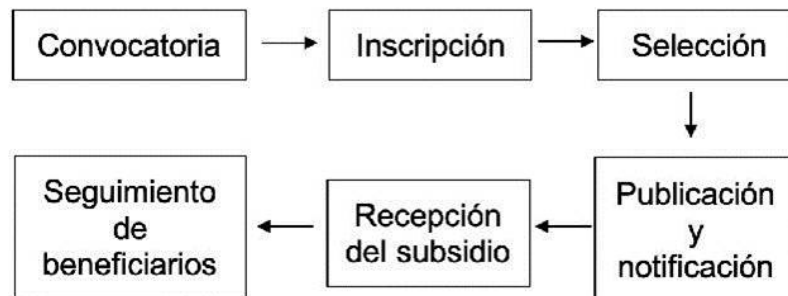 Convocatoria
Inscripción
Selección
Publicación
y
notificación
Recepción
del subsidio
Seguimiento
de
beneficiarios